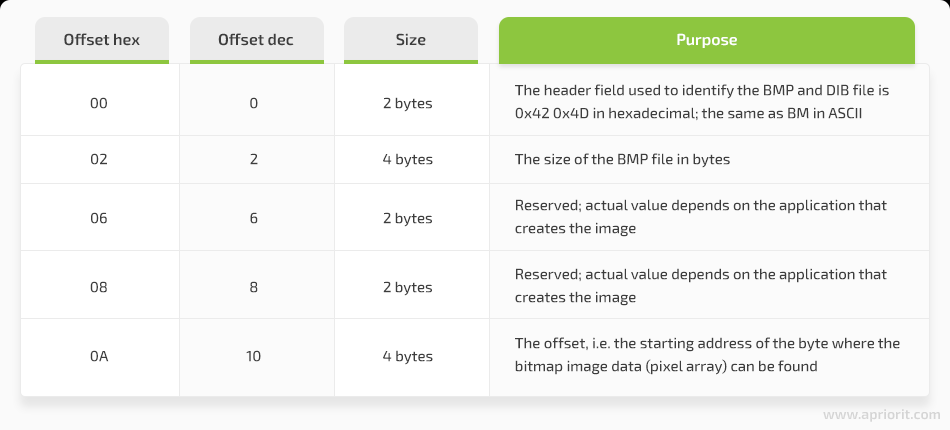 Offset hex Offset dec Size Purpose
00 0 2 bytes The header field used to identify the BMP and DIB file is
0x42 0x4D in hexadecimal; the same as BM in ASCII
02 2 4 bytes The size of the BMP file in bytes
06 6 2 bytes Reserved; actual value depends on the application that
creates the image
08 8 2 bytes Reserved; actual value depends on the application that
creates the image
0A 10 4 bytes The offset, i.e. the starting address of the byte where the
bitmap image data (pixel array) can be found
www.apriorit.com